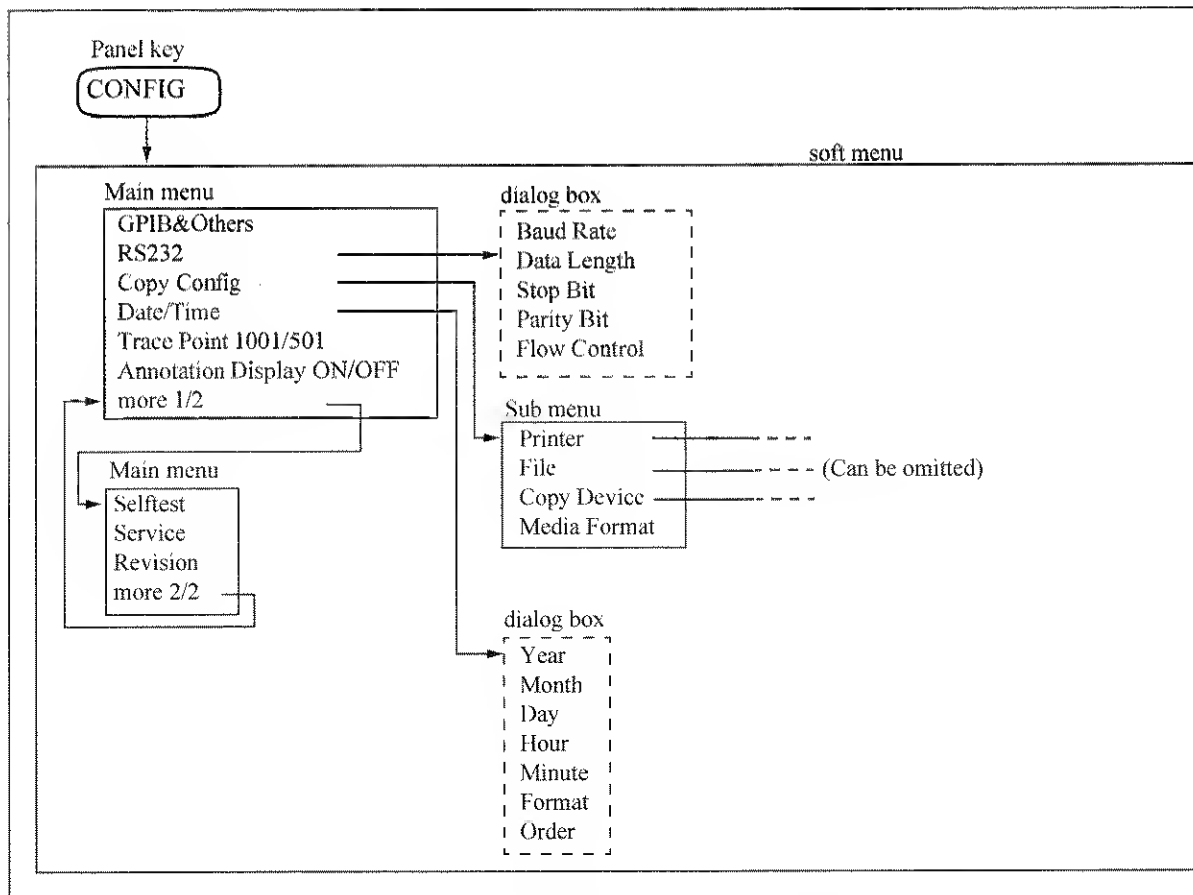 Panel key
CONFIG
soft menu
Main menu
GPIB&Others
RS232
Copy Config
Date/Time
Trace Point 1001/501
Annotation Display ON/OFF
more 1/2
dialog box
Baud Rate
Data Length
Stop Bit
Parity Bit
Flow Control
Sub menu
Printer
File
(Can be omitted)
Copy Device
Media Format
Main menu
Selftest
Service
Revision
more 2/2
dialog box
Year
Month
Day
Hour
Minute
Format
Order